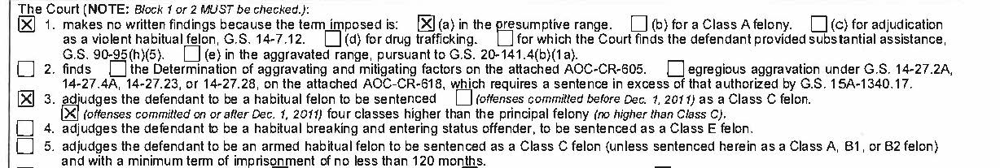 The Court (NOTE: Block 1 or 2 MUST be checked.):
☒ 1. makes no written findings because the term imposed is: ☒ (a) in the presumptive range. ☐ (b) for a Class A felony. ☐ (c) for adjudication
as a violent habitual felon, G.S. 14-7.12. ☐ (d) for drug trafficking. ☐ for which the Court finds the defendant provided substantial assistance,
G.S. 90-95(h)(5). ☐ (e) in the aggravated range, pursuant to G.S. 20-141.4(b)(1a).
☐ 2. finds ☐ the Determination of aggravating and mitigating factors on the attached AOC-CR-605. ☐ egregious aggravation under G.S. 14-27.2A,
14-27.4A, 14-27.23, or 14-27.28, on the attached AOC-CR-618, which requires a sentence in excess of that authorized by G.S. 15A-1340.17.
☒ 3. adjudges the defendant to be a habitual felon to be sentenced ☐ (offenses committed before Dec. 1, 2011) as a Class C felon.
☒ (offenses committed on or after Dec. 1, 2011) four classes higher than the principal felony (no higher than Class C).
☐ 4. adjudges the defendant to be a habitual breaking and entering status offender, to be sentenced as a Class E felon.
☐ 5. adjudges the defendant to be an armed habitual felon to be sentenced as a Class C felon (unless sentenced herein as a Class A, B1, or B2 felon)
and with a minimum term of imprisonment of no less than 120 months.